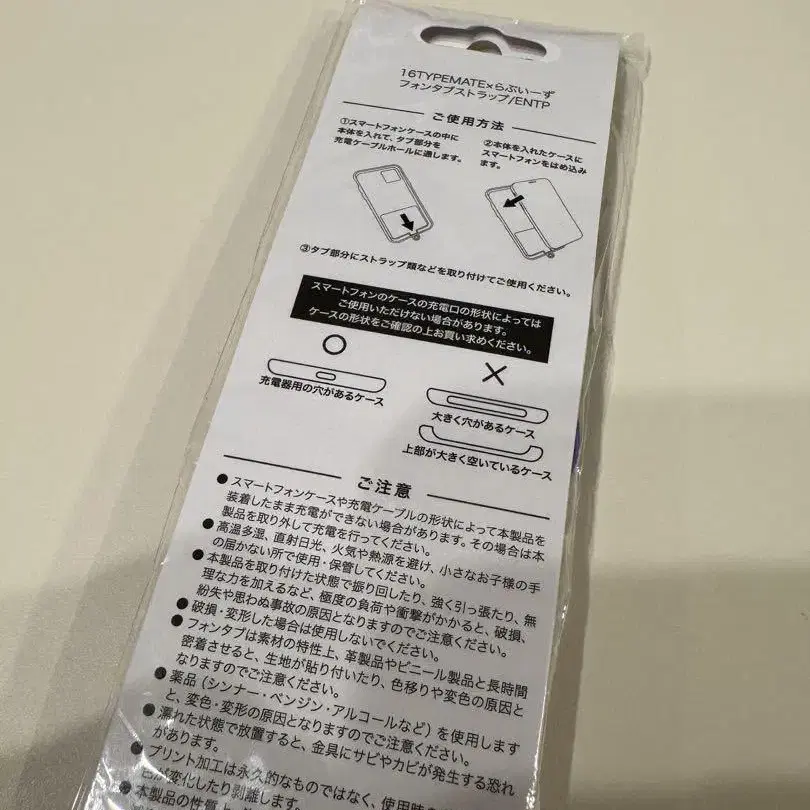 16TYPEMATE×らぶいーず
フォンタブストラップ/ENTP
ご使用方法
①スマートフォンケースの中に
本体を入れて、タブ部分を
充電ケーブルホールに通します。
②本体を入れたケースに
スマートフォンをはめ込み
ます。
③タブ部分にストラップ類などを取り付けてご使用ください。
スマートフォンのケースの充電口の形状によっては
ご使用いただけない場合があります。
ケースの形状をご確認の上お買い求めください。
充電器用の穴があるケース
大きく穴があるケース
上部が大きく空いているケース
ご注意
●スマートフォンケースや充電ケーブルの形状によって本製品を
装着したまま充電ができない場合があります。その場合は本
製品を取り外して充電を行ってください。
●高温多湿、直射日光、火気や熱源を避け、小さなお子様の手
の届かない所で使用・保管してください。
●本製品を取り付けた状態で振り回したり、強く引っ張たり、無
理な力を加えるなど、極度の負荷や衝撃がかかると、破損、
紛失や思わぬ事故の原因となりますのでご注意ください。
●破損・変形した場合は使用しないでください。
●フォンタブは素材の特性上、革製品やビニール製品と長時間
密着させると、生地が貼り付いたり、色移りや変色の原因と
なりますのでご注意ください。
●薬品（シンナー・ベンジン・アルコールなど）を使用します
と、変色・変形の原因となりますのでご注意ください。
●濡れた状態で放置すると、金具にサビやカビが発生する恐れ
があります。
●プリント加工は永久的なものではなく、使用時の
色が変化したり剥離します。
●本製品の性質上